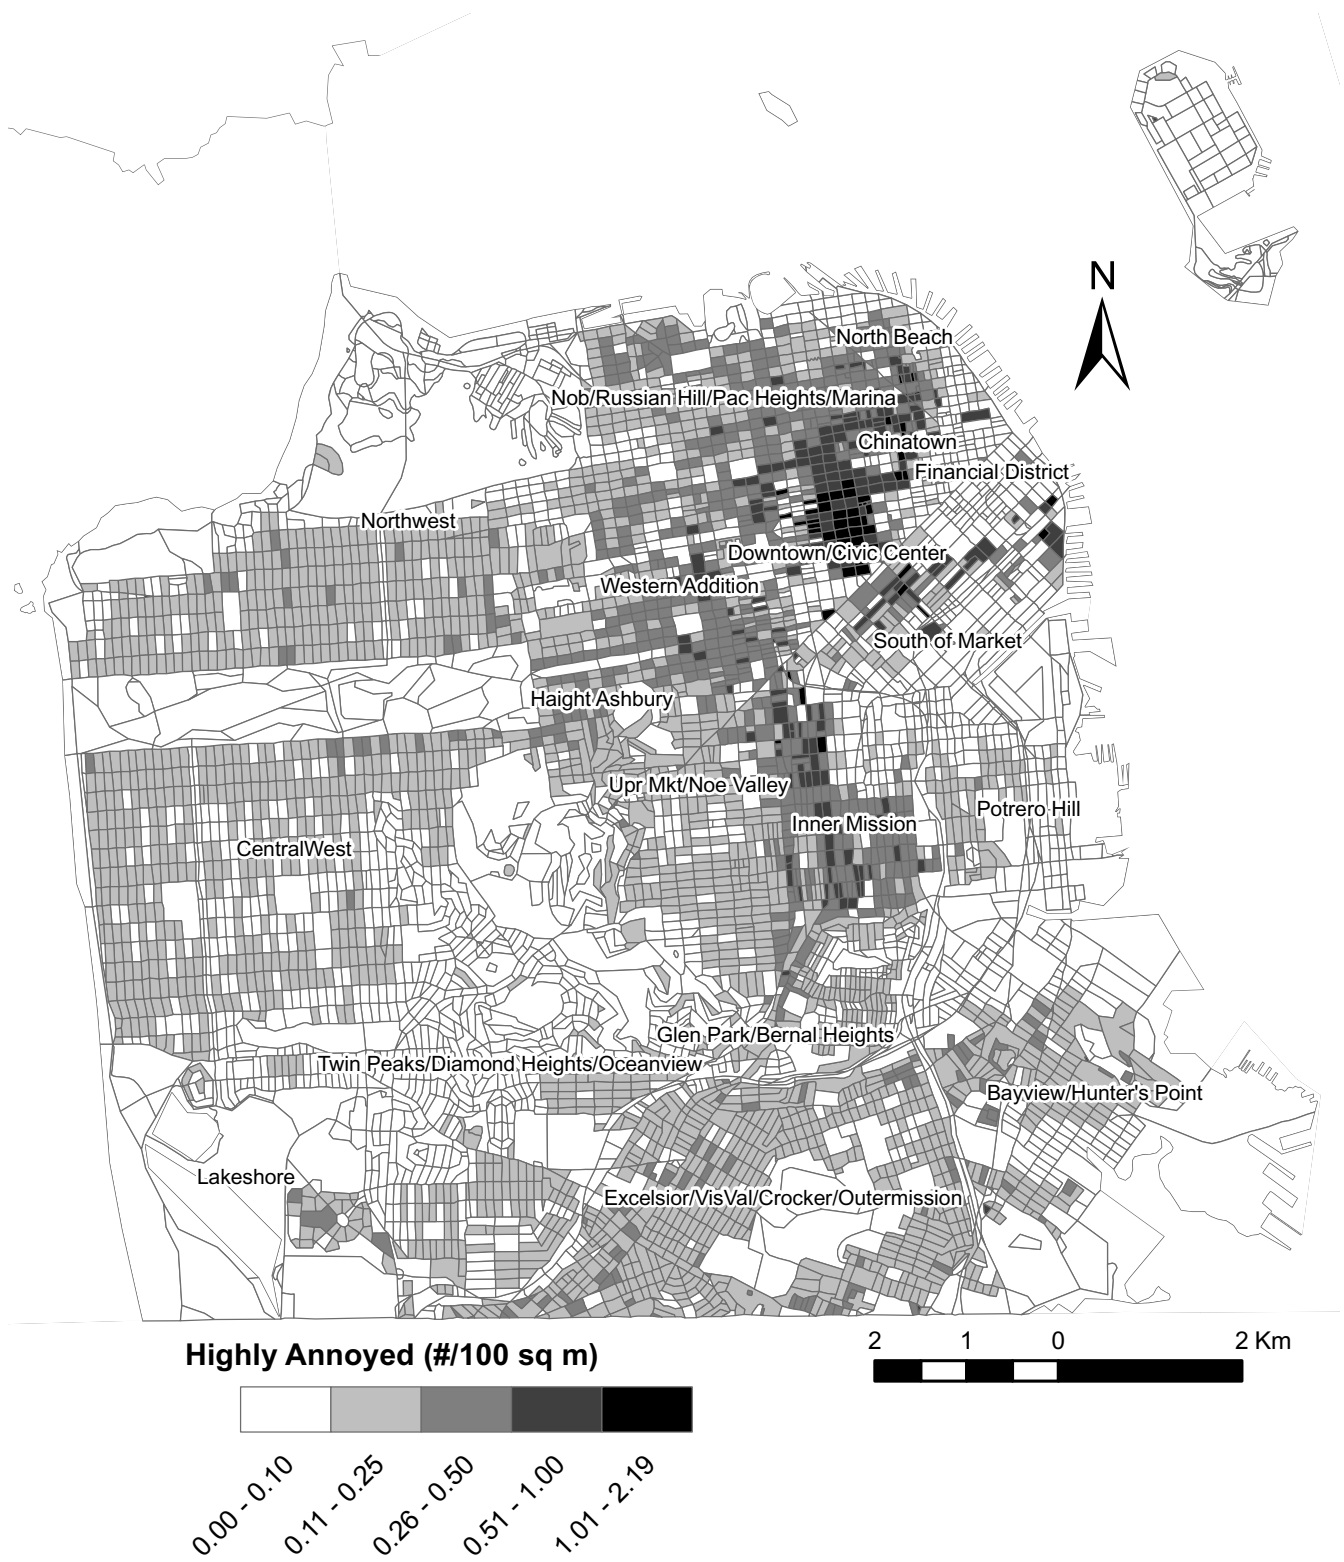 N
North Beach
Nob/Russian Hill/Pac Heights/Marina
Chinatown
Financial District
Northwest
Downtown/Civic Center
Western Addition
South of Market
Haight Ashbury
Upr Mkt/Noe Valley
Potrero Hill
Inner Mission
CentralWest
Glen Park/Bernal Heights
Twin Peaks/Diamond Heights/Oceanview
Bayview/Hunter's Point
Lakeshore
Excelsior/VisVal/Crocker/Outermission
2 1 0 2 Km
Highly Annoyed (#/100 sq m)
0.00 - 0.10
0.11 - 0.25
0.26 - 0.50
0.51 - 1.00
1.01 - 2.19